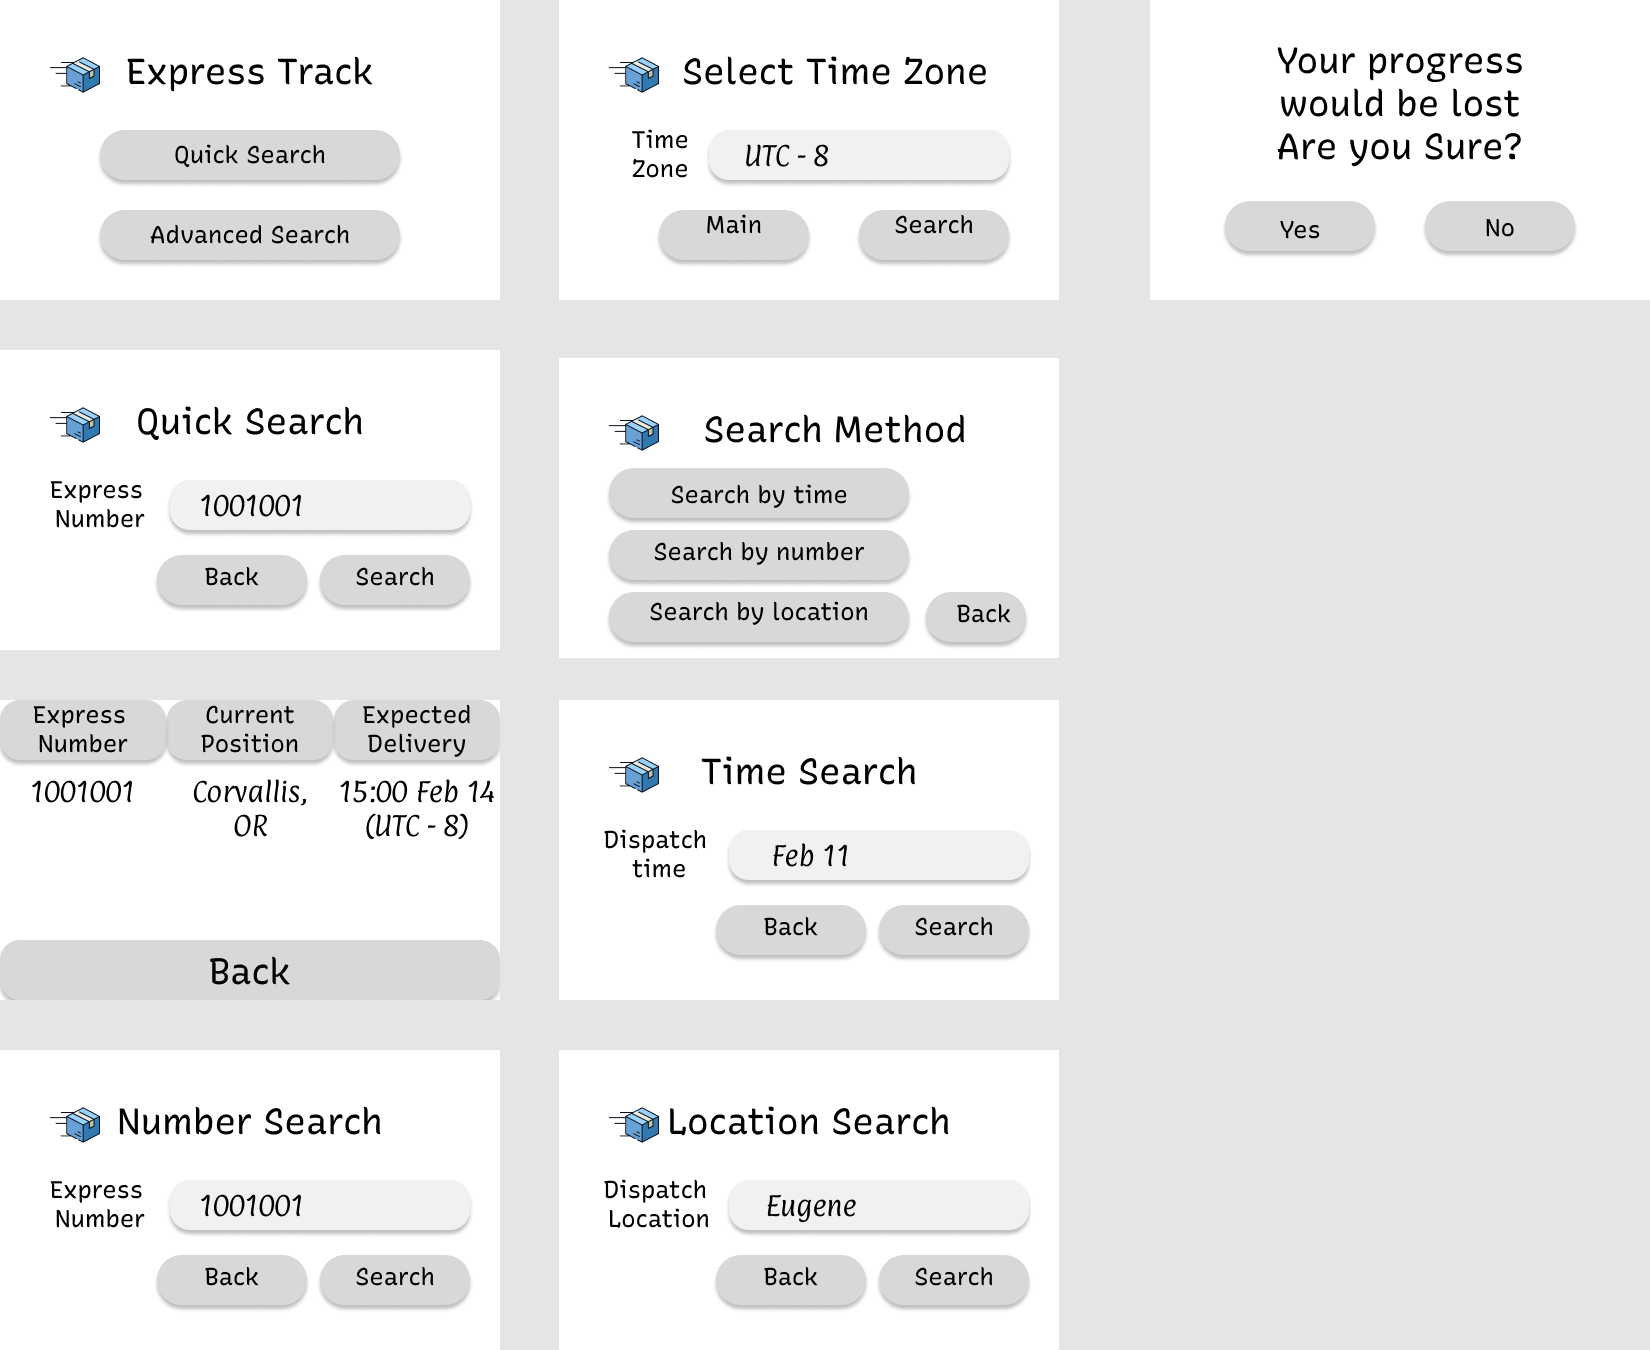 Express Track
Quick Search
Advanced Search
Select Time Zone
Time
Zone
UTC - 8
Main
Search
Your progress
would be lost
Are you Sure?
Yes
No
Quick Search
Express
Number
1001001
Back
Search
Search Method
Search by time
Search by number
Search by location
Back
Express
Number
Current
Position
Expected
Delivery
1001001
Corvallis,
OR
15:00 Feb 14
(UTC - 8)
Back
Time Search
Dispatch
time
Feb 11
Back
Search
Number Search
Express
Number
1001001
Back
Search
Location Search
Dispatch
Location
Eugene
Back
Search